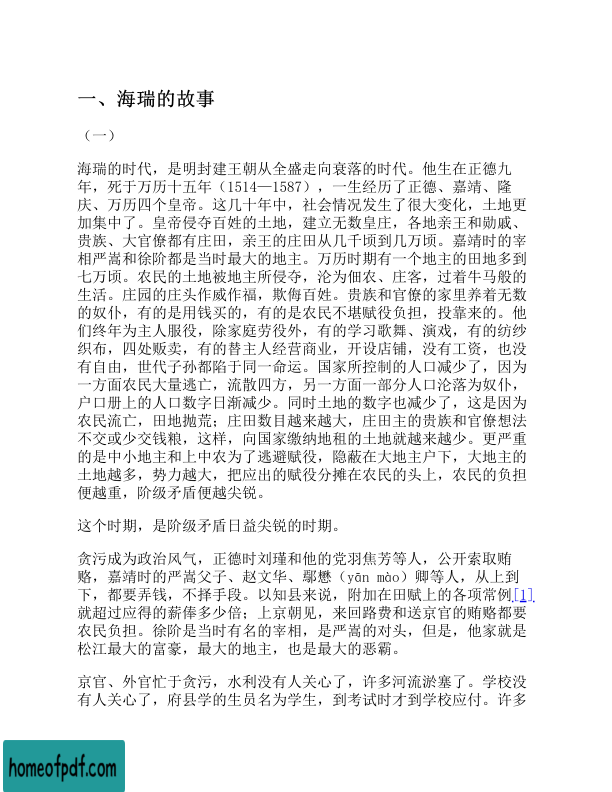 一、海瑞的故事
（一）
海瑞的时代，是明封建王朝从全盛走向衰落的时代。他生在正德九
年，死于万历十五年（1514—1587），一生经历了正德、嘉靖、隆
庆、万历四个皇帝。这几十年中，社会情况发生了很大变化，土地更
加集中了。皇帝侵夺百姓的土地，建立无数皇庄，各地亲王和勋戚、
贵族、大官僚都有庄田，亲王的庄田从几千顷到几万顷。嘉靖时的宰
相严嵩和徐阶都是当时最大的地主。万历时期有一个地主的田地多到
七万顷。农民的土地被地主所侵夺，沦为佃农、庄客，过着牛马般的
生活。庄园的庄头作威作福，欺侮百姓。贵族和官僚的家里养着无数
的奴仆，有的是用钱买的，有的是农民不堪赋役负担，投靠来的。他
们终年为主人服役，除家庭劳役外，有的学习歌舞、演戏，有的纺纱
织布，四处贩卖，有的替主人经营商业，开设店铺，没有工资，也没
有自由，世代子孙都陷于同一命运。国家所控制的人口减少了，因为
一方面农民大量逃亡，流散四方，另一方面一部分人口沦落为奴仆，
户口册上的人口数字日渐减少。同时土地的数字也减少了，这是因为
农民流亡，田地抛荒；庄田数目越来越大，庄田主的贵族和官僚想法
不交或少交钱粮，这样，向国家缴纳地租的土地就越来越少。更严重
的是中小地主和上中农为了逃避赋役，隐蔽在大地主户下，大地主的
土地越多，势力越大，把应出的赋役分摊在农民的头上，农民的负担
便越重，阶级矛盾便越尖锐。
这个时期，是阶级矛盾日益尖锐的时期。
贪污成为政治风气，正德时刘瑾和他的党羽焦芳等人，公开索取贿
赂，嘉靖时的严嵩父子、赵文华、鄢懋（yān mào）卿等人，从上到
下，都要弄钱，不择手段。以知县来说，附加在田赋上的各项常例[1]
就超过应得的薪俸多少倍；上京朝见，来回路费和送京官的贿赂都要
农民负担。徐阶是当时有名的宰相，是严嵩的对头，但是，他家就是
松江最大的富豪，最大的地主，也是最大的恶霸。
京官、外官忙于贪污，水利没有人关心了，许多河流淤塞了。学校没
有人关心了，府县学的生员名为学生，到考试时才到学校应付。许多
homeofpdf.com